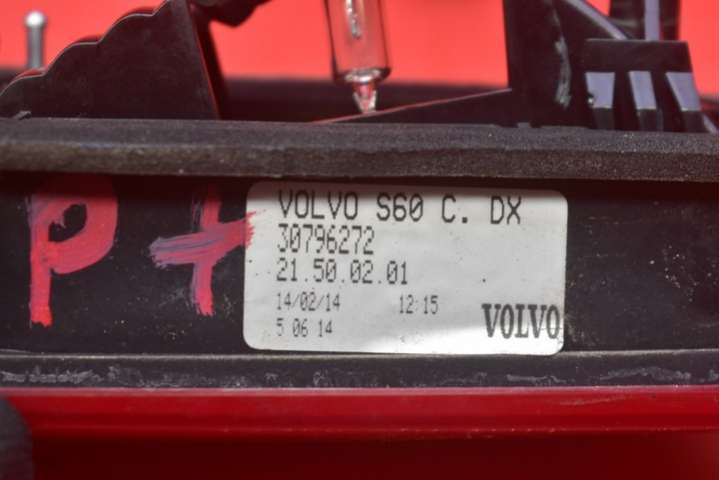 P+
VOLVO S60 C. DX
30796272
21.50.02.01
14/02/14 12:15
5 06 14
VOLVO